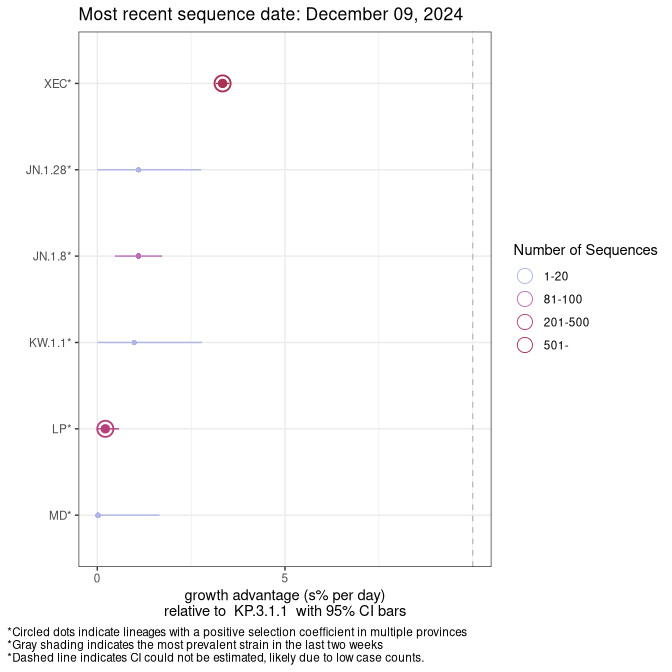 Most recent sequence date: December 09, 2024
XEC*
JN.1.28*
JN.1.8*
KW.1.1*
LP*
MD*
0 5
growth advantage (s% per day)
relative to KP.3.1.1 with 95% CI bars
Number of Sequences
1-20
81-100
201-500
501-
*Circled dots indicate lineages with a positive selection coefficient in multiple provinces
*Gray shading indicates the most prevalent strain in the last two weeks
*Dashed line indicates CI could not be estimated, likely due to low case counts.